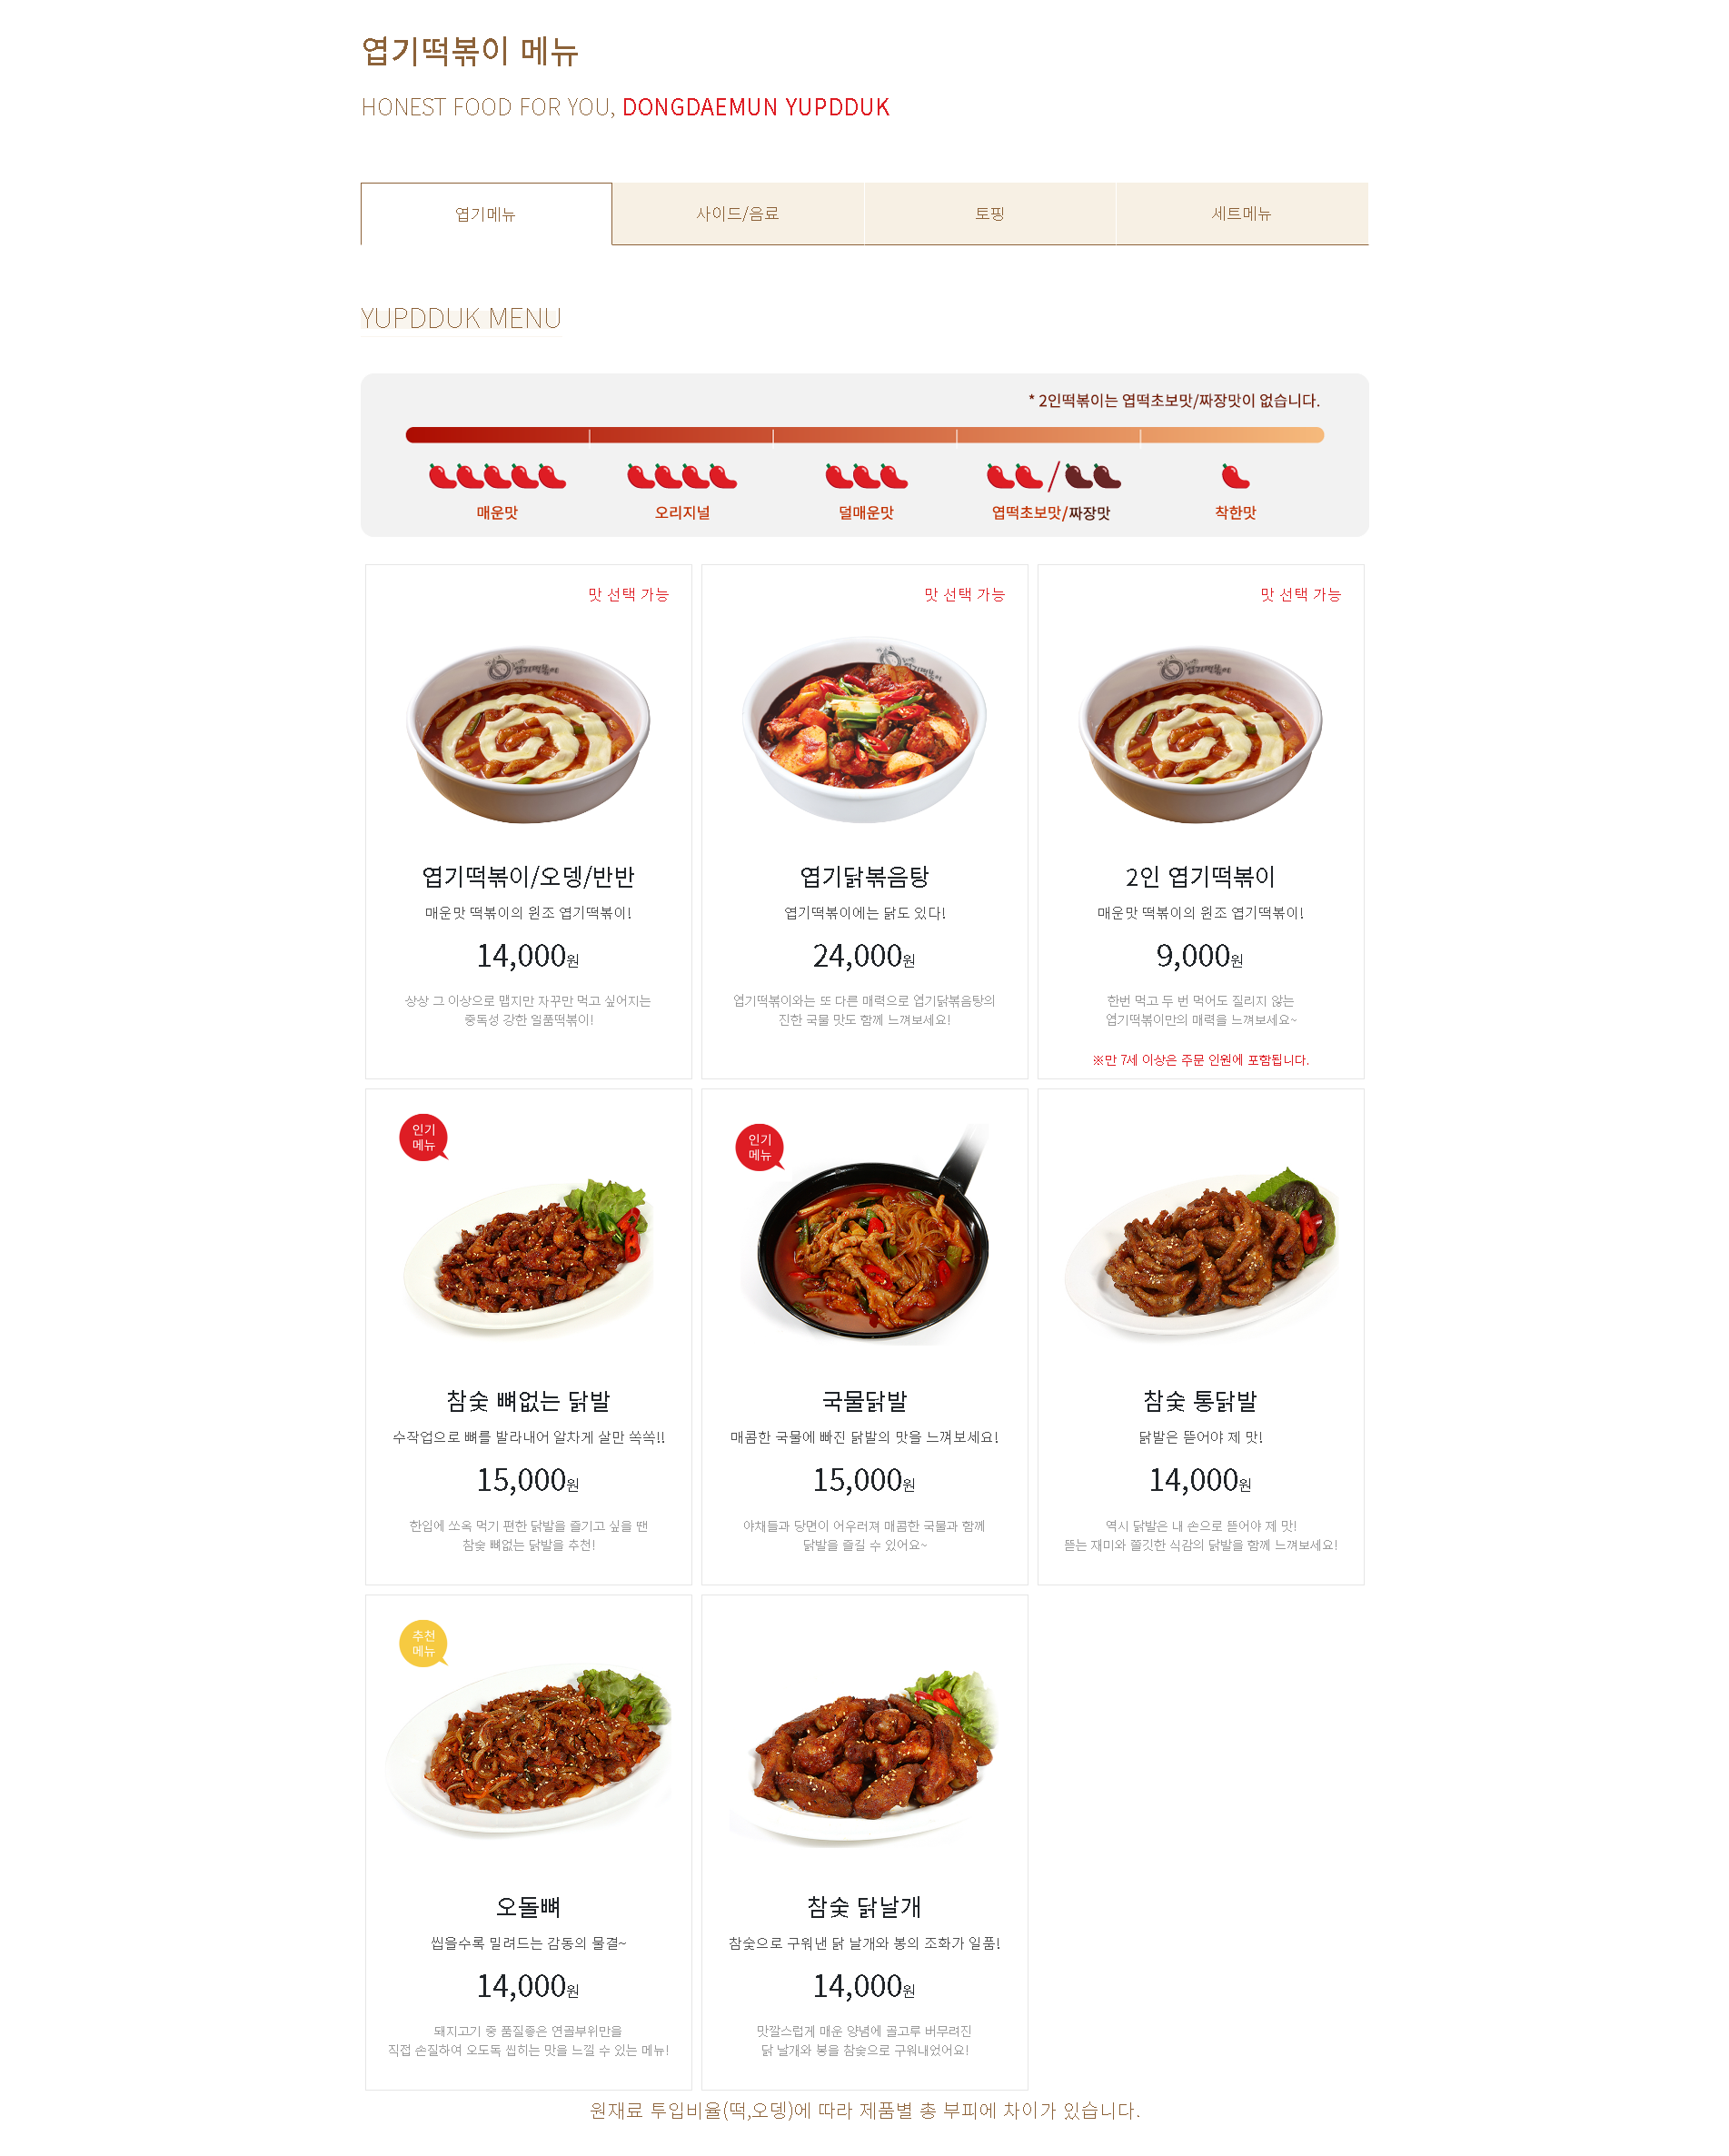 엽기떡볶이 메뉴
HONEST FOOD FOR YOU, DONGDAEMUN YUPDDUK
엽기메뉴
사이드/음료
토핑
세트메뉴
YUPDDUK MENU
* 2인떡볶이는 엽떡초보맛/짜장맛이 없습니다.
매운맛
오리지널
덜매운맛
엽떡초보맛/짜장맛
착한맛
맛 선택 가능
엽기떡볶이
엽기떡볶이/오뎅/반반
매운맛 떡볶이의 원조 엽기떡볶이!
14,000원
상상 그 이상으로 맵지만 자꾸만 먹고 싶어지는
중독성 강한 일품떡볶이!
맛 선택 가능
엽기떡볶이
엽기닭볶음탕
엽기떡볶이에는 닭도 있다!
24,000원
엽기떡볶이와는 또 다른 매력으로 엽기닭볶음탕의
진한 국물 맛도 함께 느껴보세요!
맛 선택 가능
엽기떡볶이
2인 엽기떡볶이
매운맛 떡볶이의 원조 엽기떡볶이!
9,000원
한번 먹고 두 번 먹어도 질리지 않는
엽기떡볶이만의 매력을 느껴보세요~
※만 7세 이상은 주문 인원에 포함됩니다.
인기
메뉴
참숯 뼈없는 닭발
수작업으로 뼈를 발라내어 알차게 살만 쏙쏙!!
15,000원
한입에 쏘옥 먹기 편한 닭발을 즐기고 싶을 땐
참숯 뼈없는 닭발을 추천!
인기
메뉴
국물닭발
매콤한 국물에 빠진 닭발의 맛을 느껴보세요!
15,000원
야채들과 당면이 어우러져 매콤한 국물과 함께
닭발을 즐길 수 있어요~
참숯 통닭발
닭발은 뜯어야 제 맛!
14,000원
역시 닭발은 내 손으로 뜯어야 제 맛!
뜯는 재미와 쫄깃한 식감의 닭발을 함께 느껴보세요!
추천
메뉴
오돌뼈
씹을수록 밀려드는 감동의 물결~
14,000원
돼지고기 중 품질좋은 연골부위만을
직접 손질하여 오도독 씹히는 맛을 느낄 수 있는 메뉴!
참숯 닭날개
참숯으로 구워낸 닭 날개와 봉의 조화가 일품!
14,000원
맛깔스럽게 매운 양념에 골고루 버무려진
닭 날개와 봉을 참숯으로 구워내었어요!
원재료 투입비율(떡,오뎅)에 따라 제품별 총 부피에 차이가 있습니다.